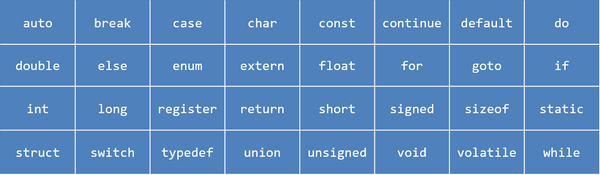 auto break case char const continue default do
double else enum extern float for goto if
int long register return short signed sizeof static
struct switch typedef union unsigned void volatile while